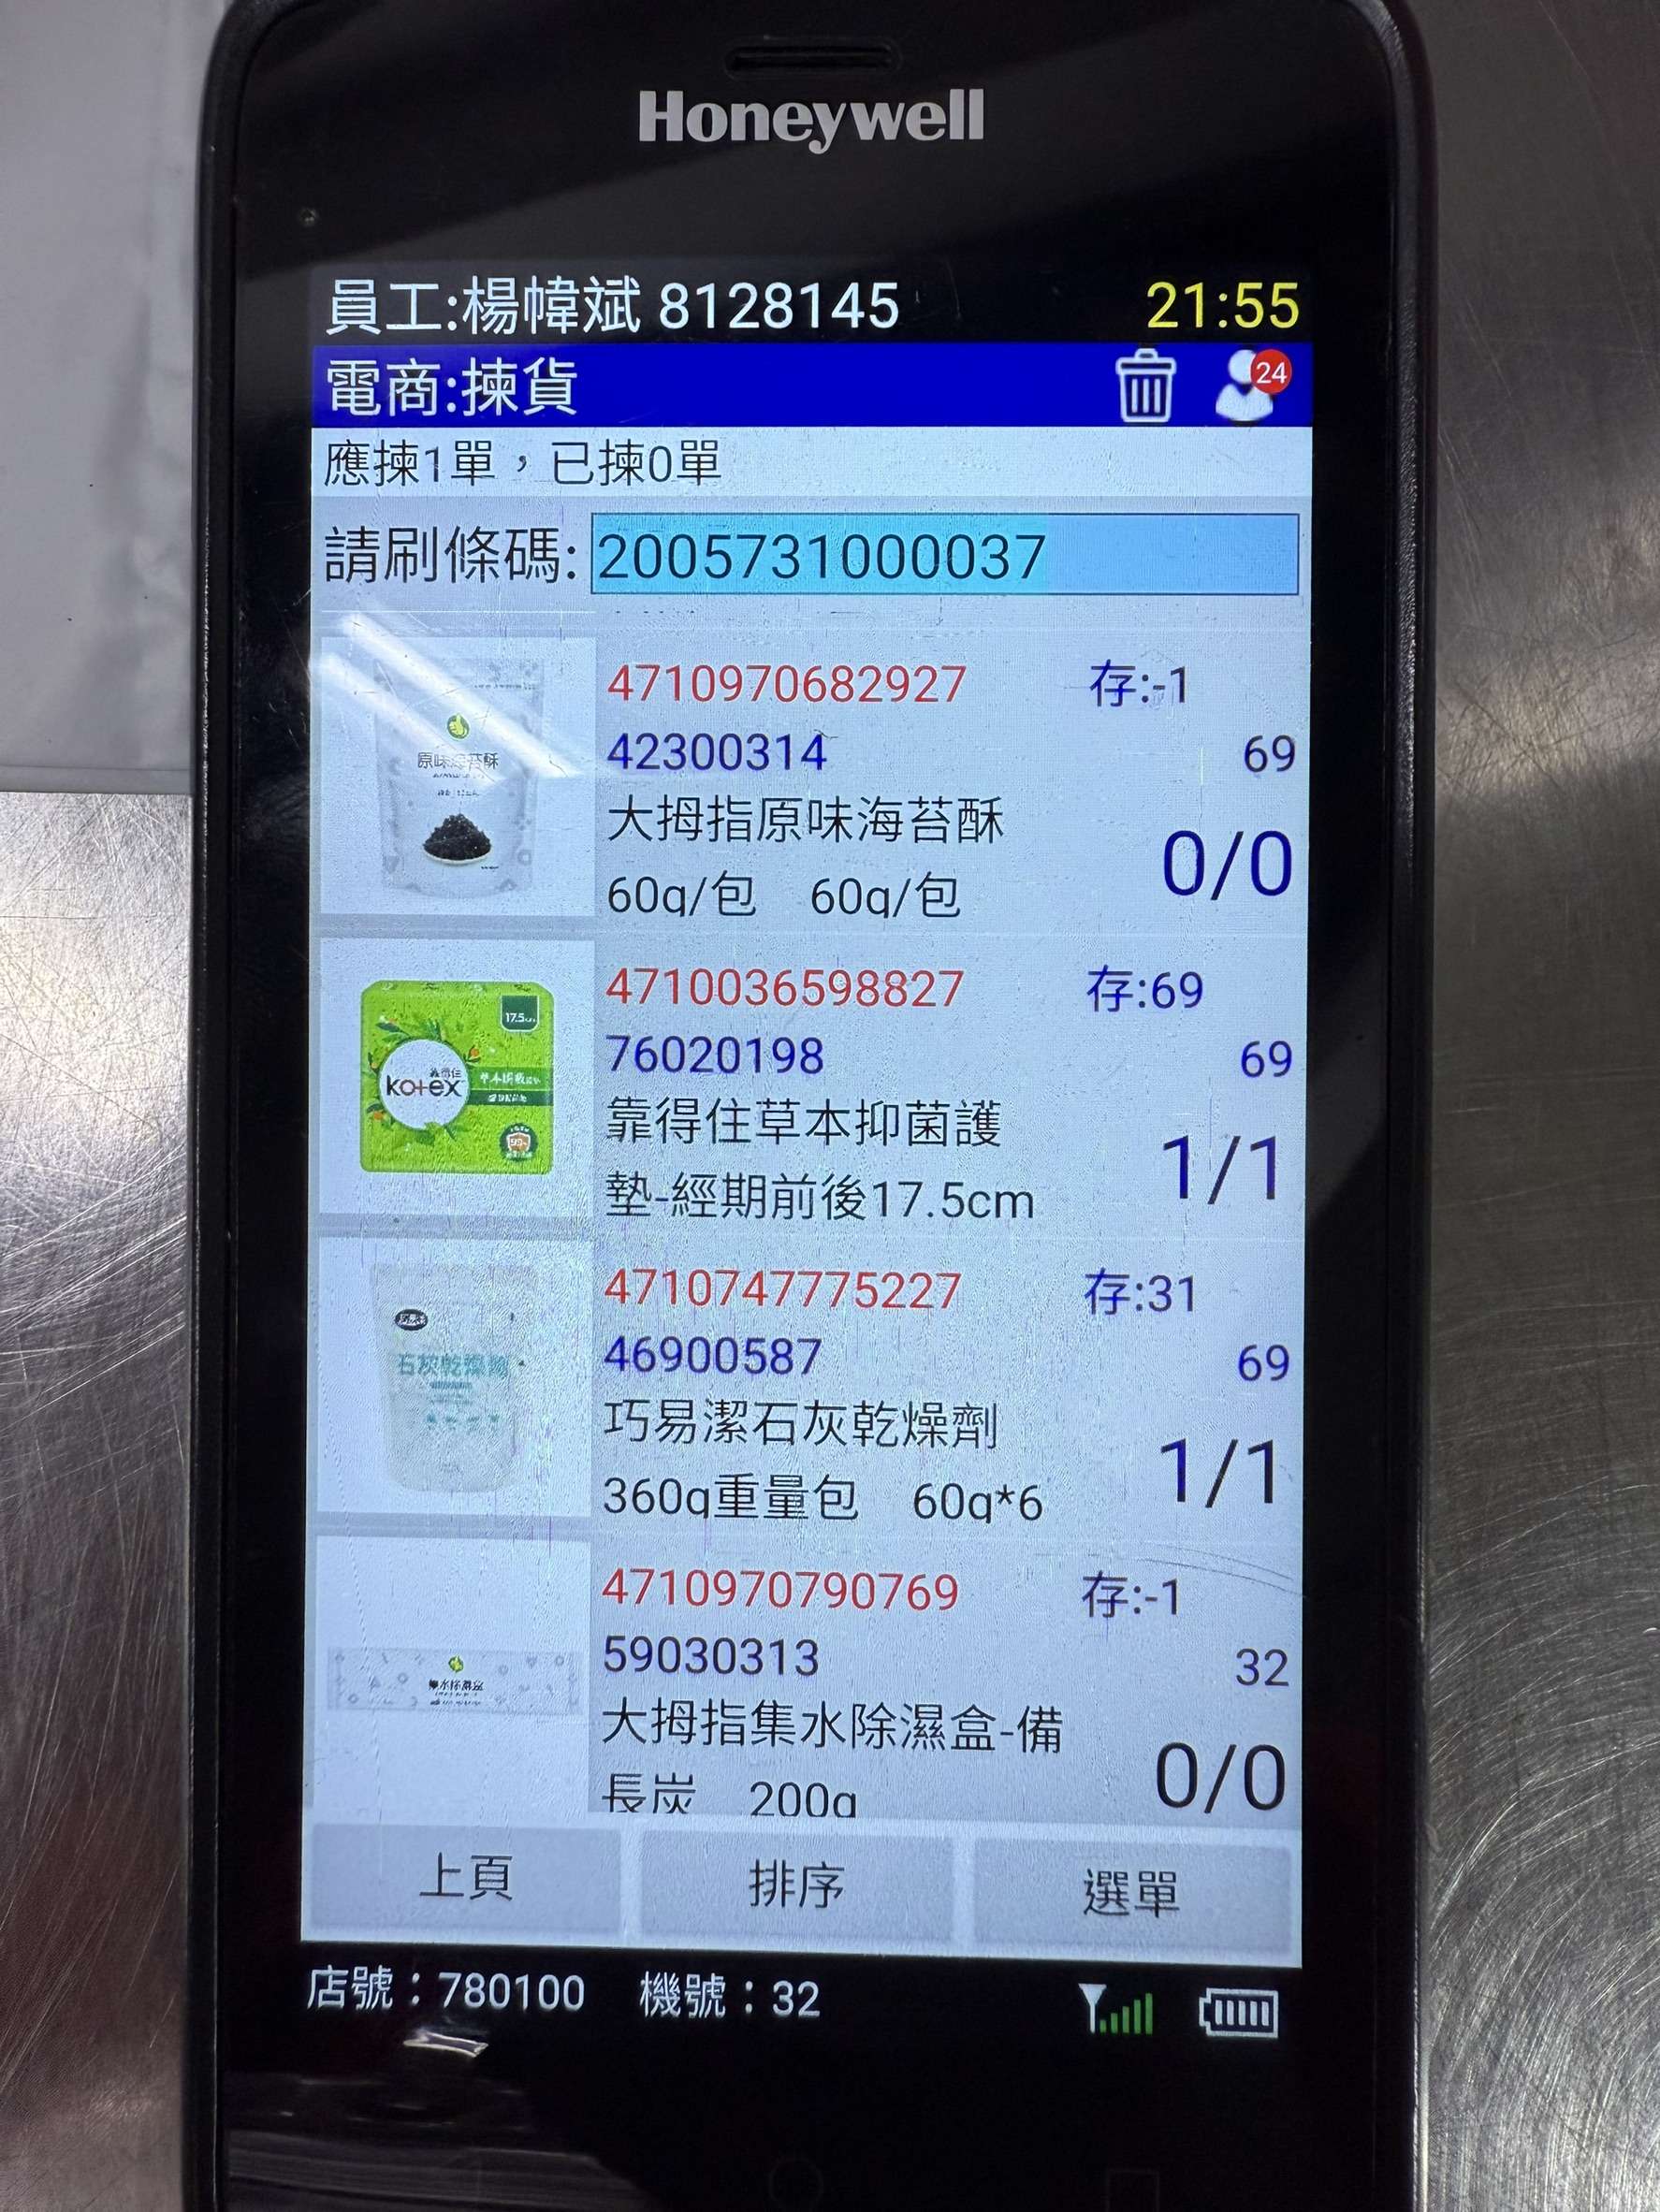 Honeywell
員工:楊幃斌 8128145 21:55
電商:揀貨 24
應揀1單，已揀0單
請刷條碼: 2005731000037
4710970682927 存:-1
42300314 69
大拇指原味海苔酥
0/0
60g/包 60g/包
原味海苔酥
4710036598827 存:69
76020198 69
靠得住草本抑菌護
1/1
墊-經期前後17.5cm
17.5cm
靠得住
kotex
4710747775227 存:31
46900587 69
巧易潔石灰乾燥劑
1/1
360g重量包 60g*6
石灰乾燥劑
4710970790769 存:-1
59030313 32
大拇指集水除濕盒-備
0/0
長炭 200g
集水除濕盒
上頁 排序 選單
店號：780100 機號：32